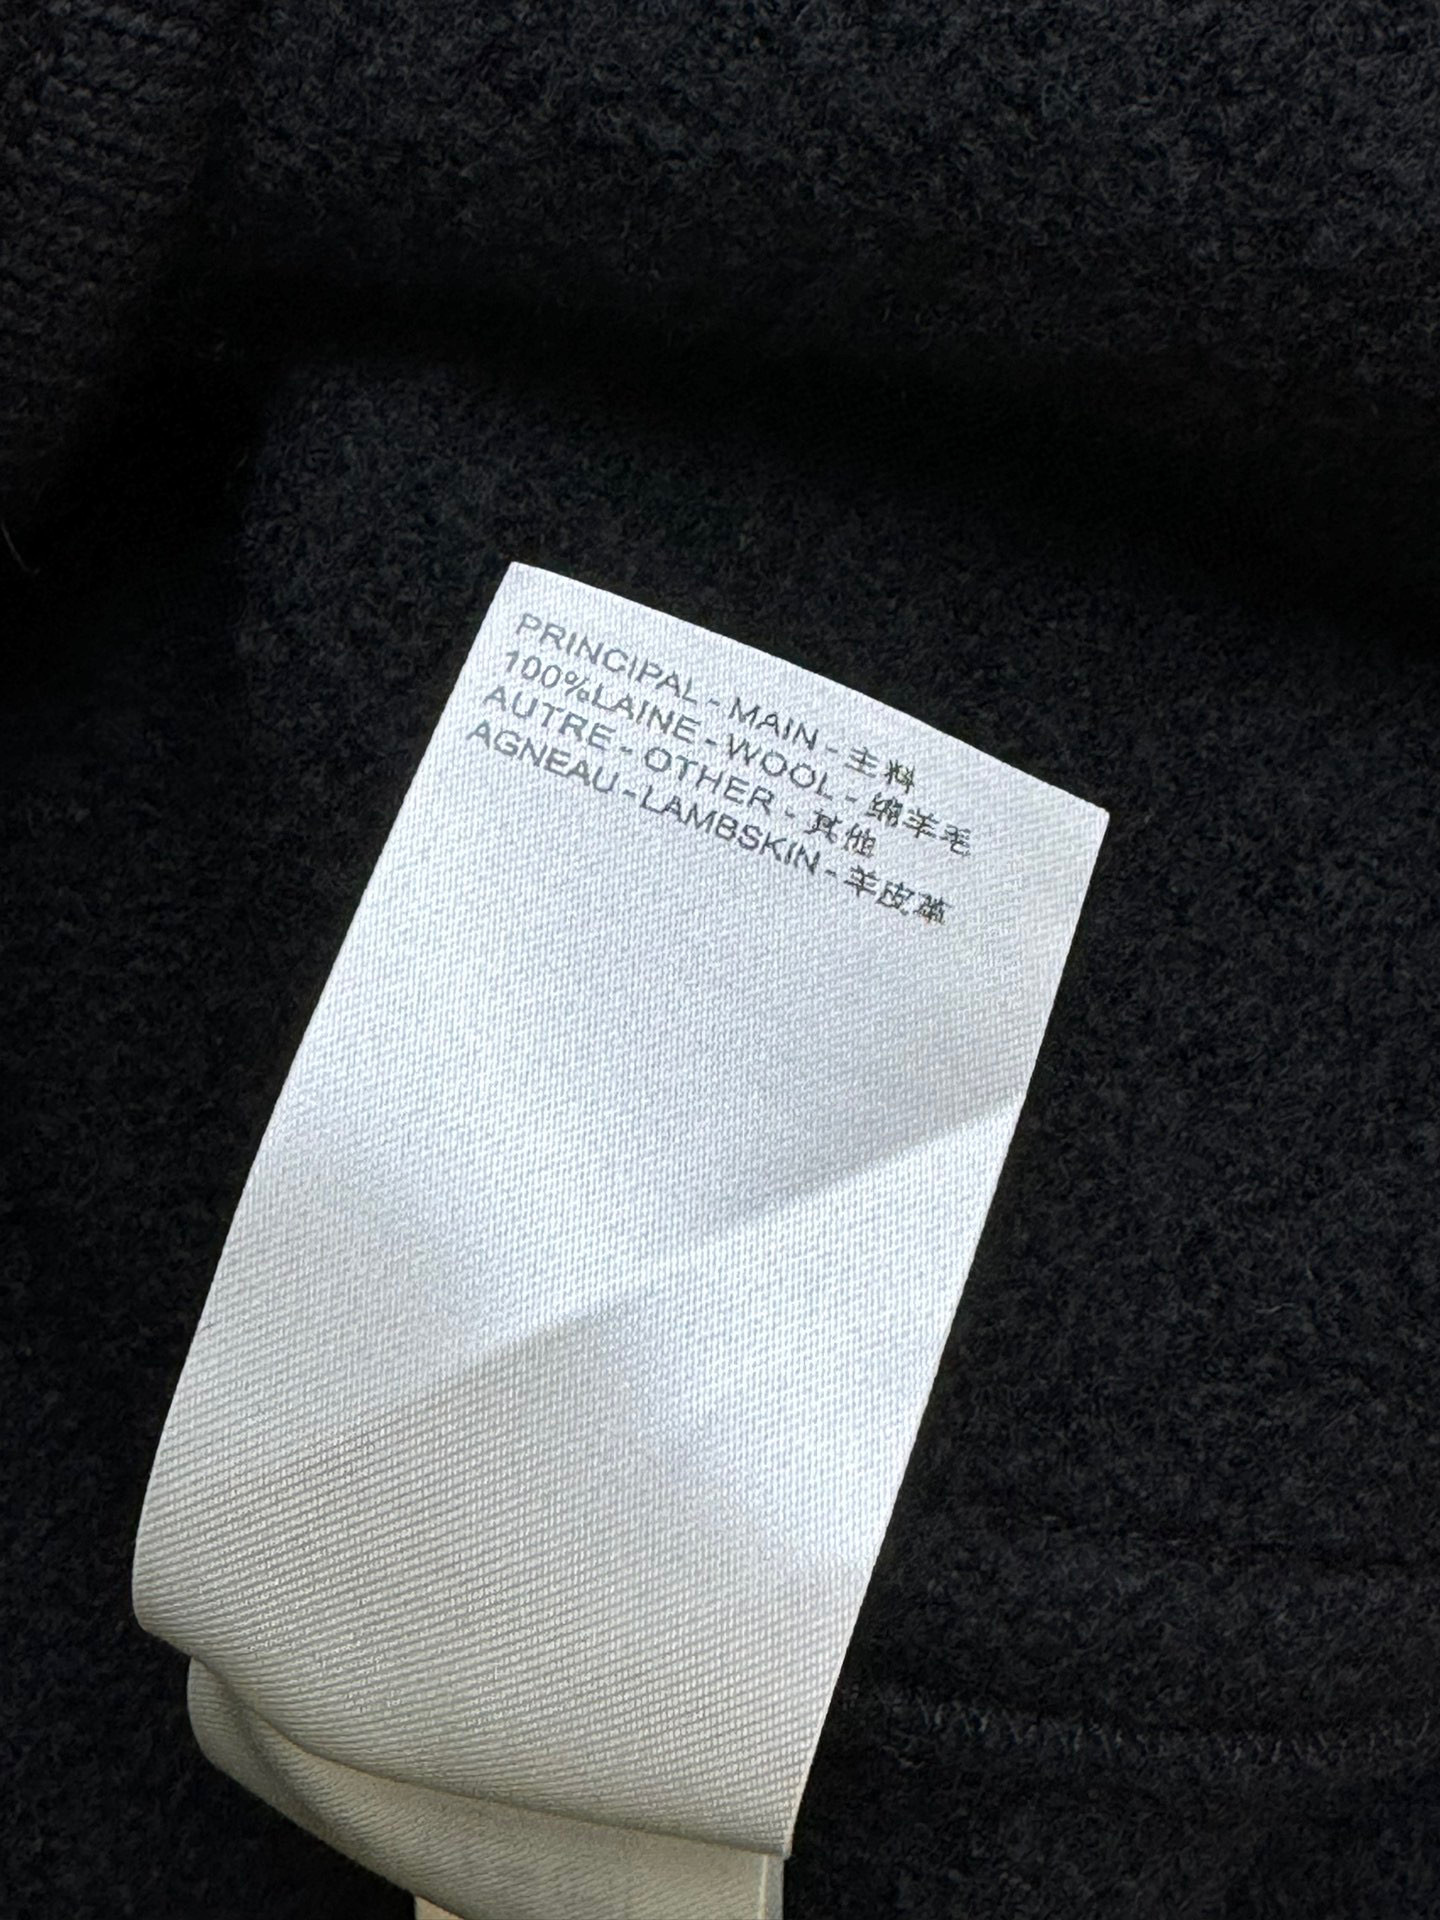 PRINCIPAL - MAIN - 主料
100%LAINE - WOOL - 绵羊毛
AUTRE - OTHER - 其他
AGNEAU - LAMBSKIN - 羊皮革